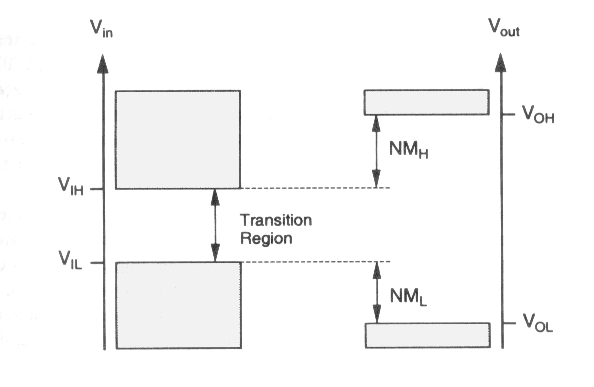 Vin
Vout
VOH
NMH
VIH
Transition
Region
VIL
NML
VOL